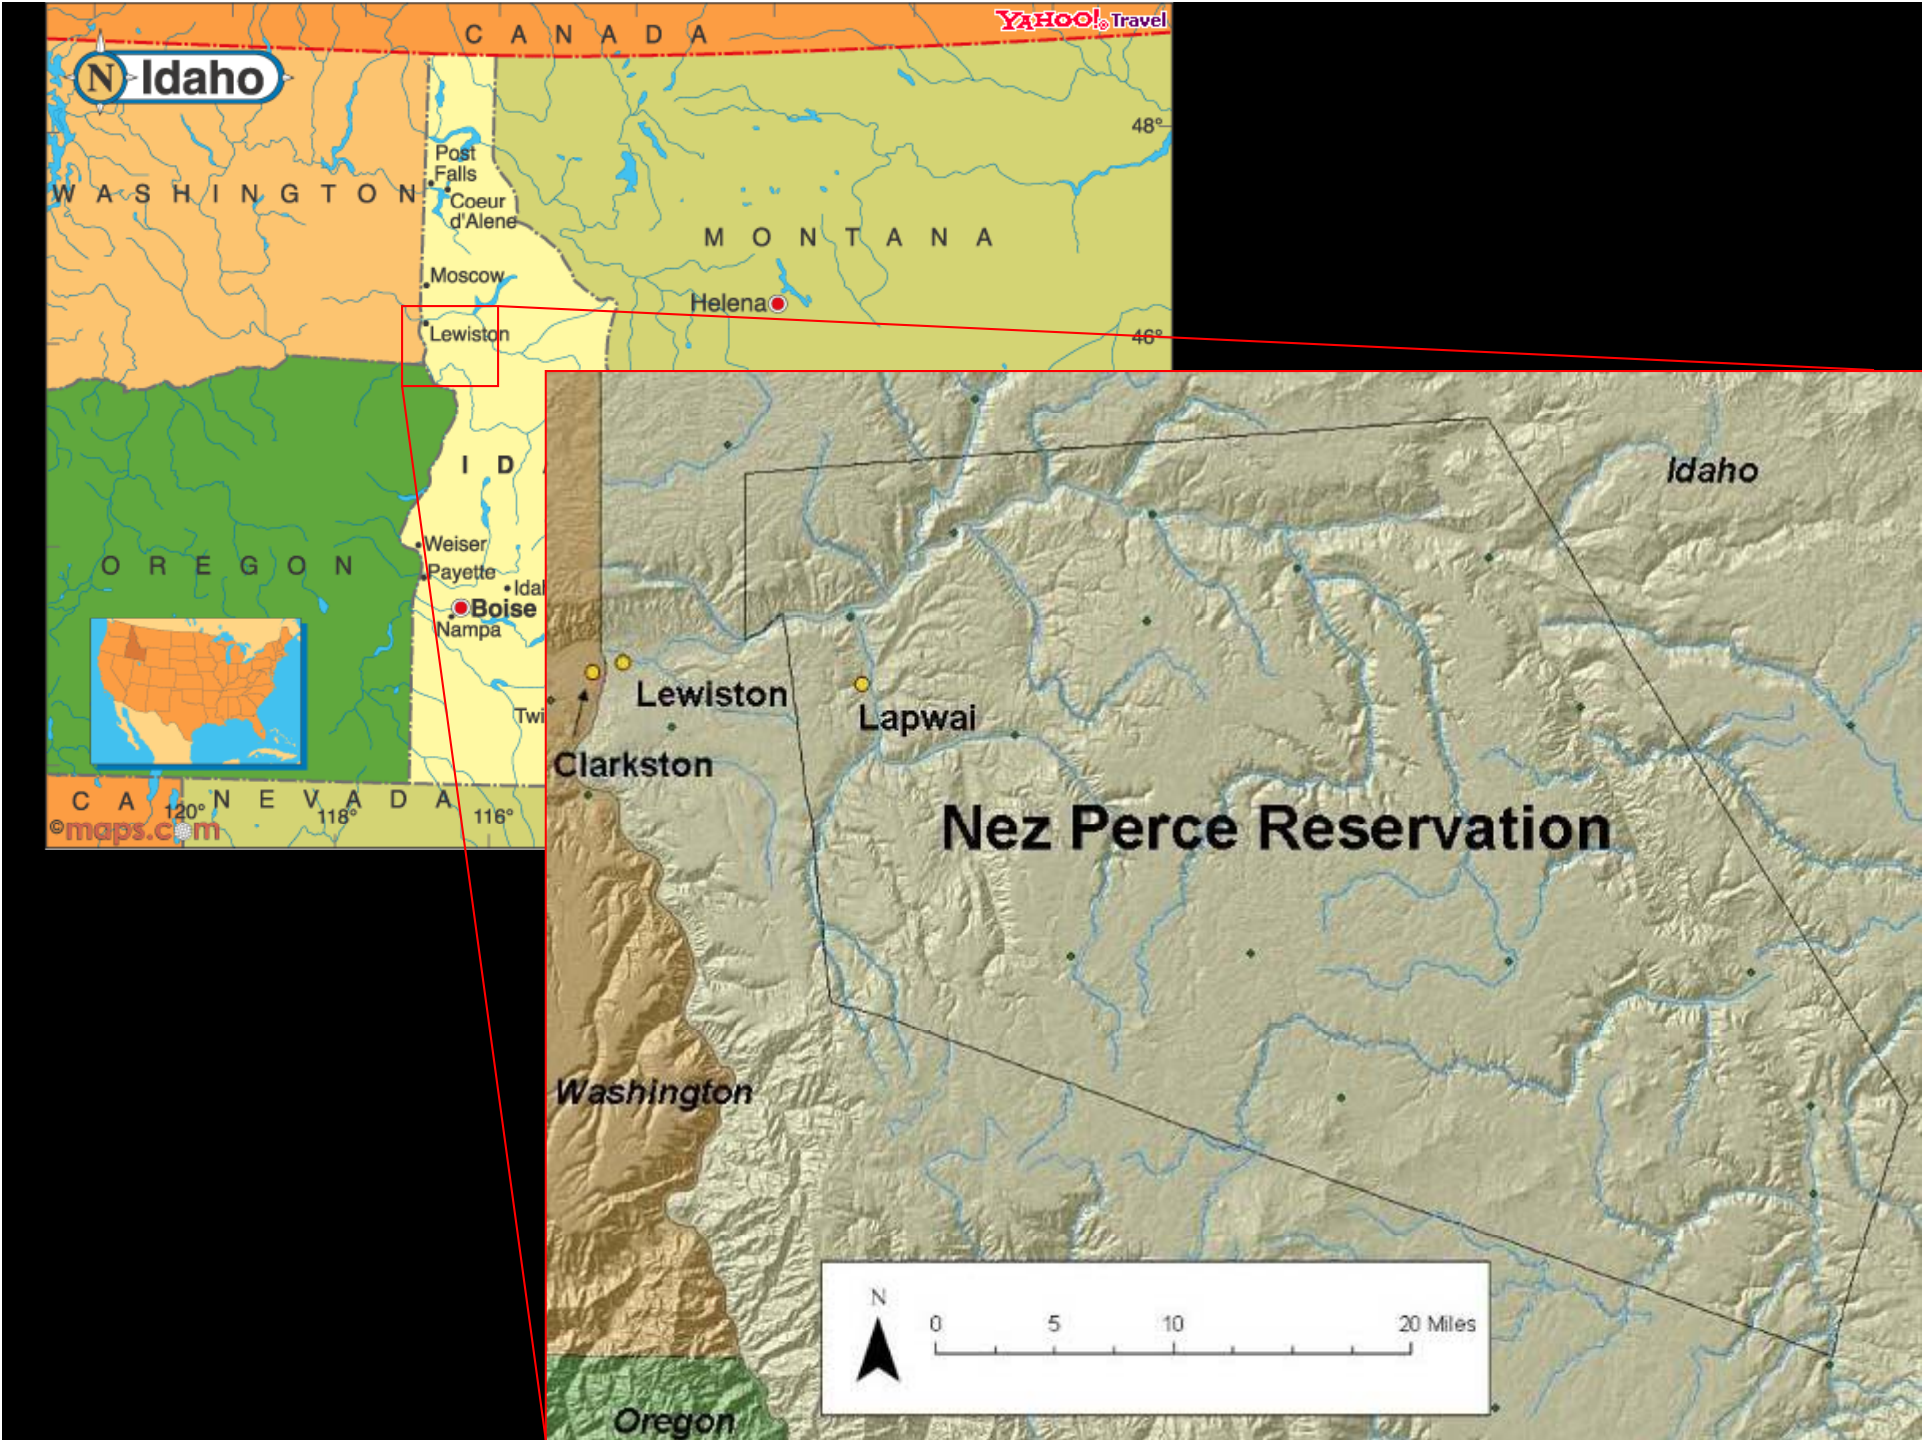 CANADA
YAHOO! Travel
N Idaho
48°
Post
Falls
WASHINGTON
Coeur
d'Alene
MONTANA
Moscow
Helena
Lewiston
46°
I D
Weiser
OREGON
Payette
Idal
Boise
Nampa
Twi
CA
NEVADA
120°
118°
116°
©maps.com
Idaho
Lewiston
Lapwai
Clarkston
Nez Perce Reservation
Washington
N
0 5 10 20 Miles
Oregon